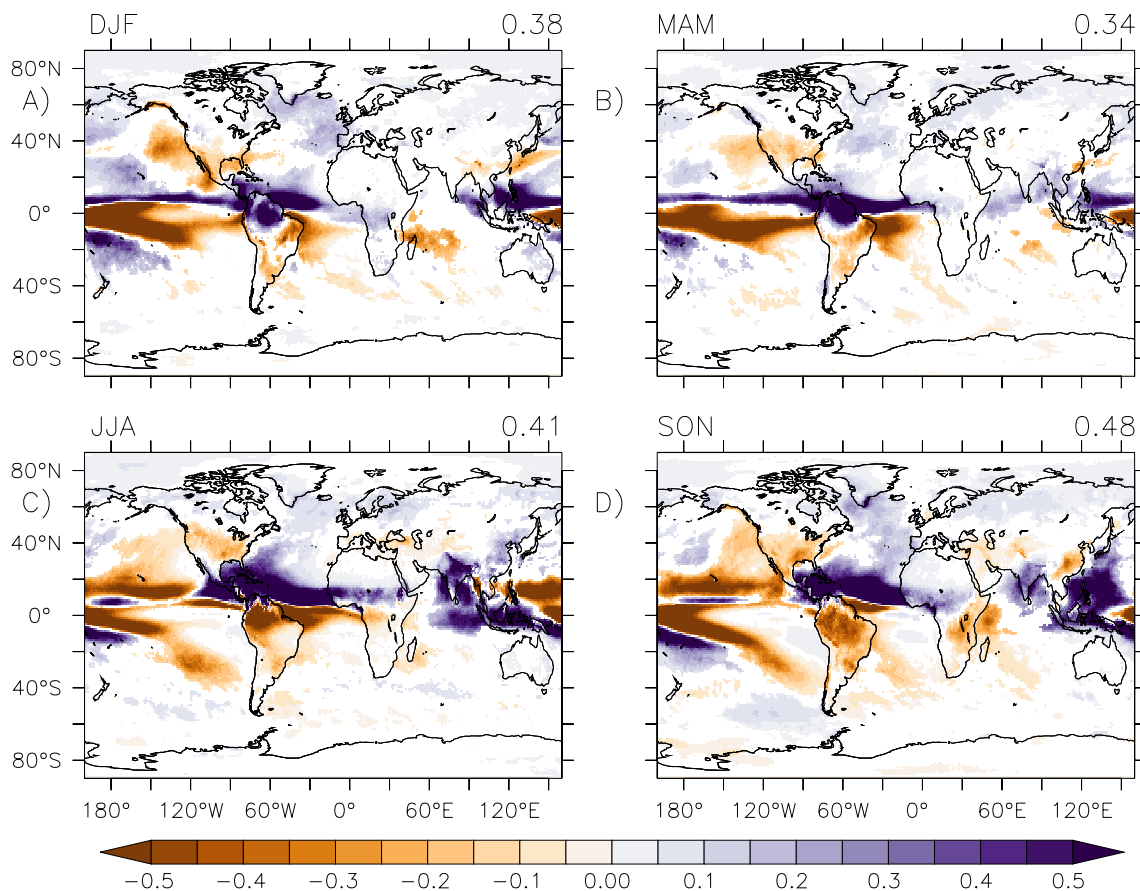 DJF 0.38 MAM 0.34
80°N
A) B)
40°N
0°
40°S
80°S
JJA 0.41 SON 0.48
80°N
C) D)
40°N
0°
40°S
80°S
180° 120°W 60°W 0° 60°E 120°E 180° 120°W 60°W 0° 60°E 120°E
−0.5 −0.4 −0.3 −0.2 −0.1 0.00 0.1 0.2 0.3 0.4 0.5